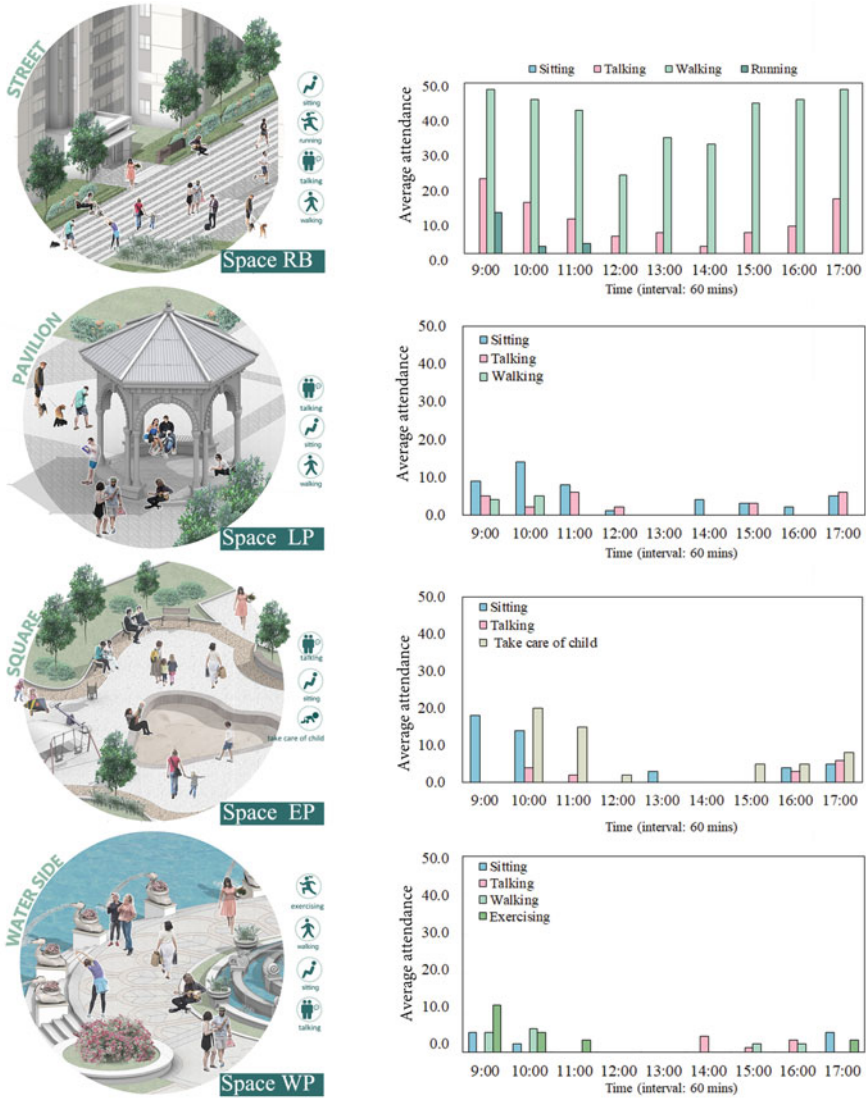 STREET
sitting
running
talking
walking
Space RB
Sitting Talking Walking Running
Average attendance
50.0
40.0
30.0
20.0
10.0
0.0
9:00 10:00 11:00 12:00 13:00 14:00 15:00 16:00 17:00
Time (interval: 60 mins)
PAVILION
talking
sitting
walking
Space LP
Sitting
Talking
Walking
Average attendance
50.0
40.0
30.0
20.0
10.0
0.0
9:00 10:00 11:00 12:00 13:00 14:00 15:00 16:00 17:00
Time (interval: 60 mins)
SQUARE
talking
sitting
take care of child
Space EP
Sitting
Talking
Take care of child
Average attendance
50.0
40.0
30.0
20.0
10.0
0.0
9:00 10:00 11:00 12:00 13:00 14:00 15:00 16:00 17:00
Time (interval: 60 mins)
WATER SIDE
exercising
walking
sitting
talking
Space WP
Sitting
Talking
Walking
Exercising
Average attendance
50.0
40.0
30.0
20.0
10.0
0.0
9:00 10:00 11:00 12:00 13:00 14:00 15:00 16:00 17:00
Time (interval: 60 mins)